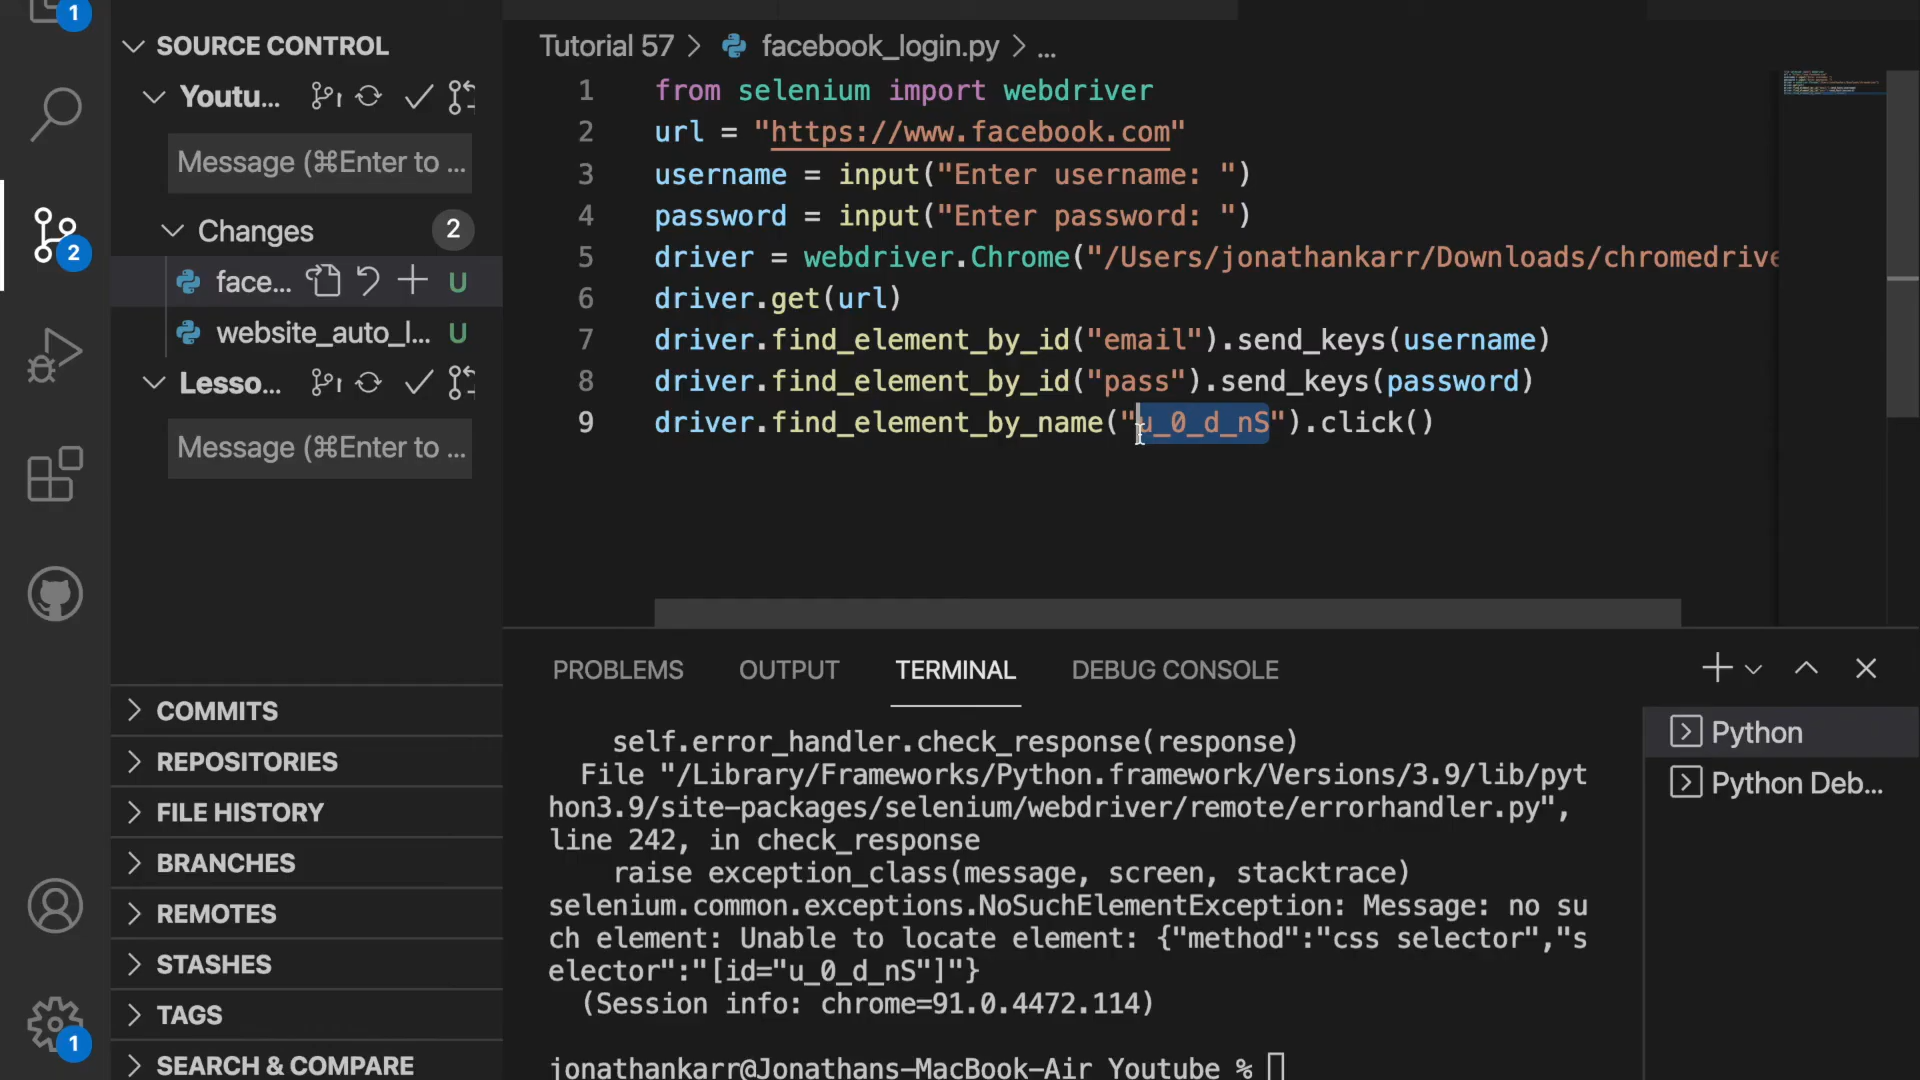 1
SOURCE CONTROL
Youtu...
Message (⌘Enter to ...
Changes 2
2
face... U
website_auto_l... U
Lesso...
Message (⌘Enter to ...
COMMITS
REPOSITORIES
FILE HISTORY
BRANCHES
REMOTES
STASHES
TAGS
1
SEARCH & COMPARE
Tutorial 57 > facebook_login.py > ...
1 from selenium import webdriver
2 url = "https://www.facebook.com"
3 username = input("Enter username: ")
4 password = input("Enter password: ")
5 driver = webdriver.Chrome("/Users/jonathankarr/Downloads/chromedrive
6 driver.get(url)
7 driver.find_element_by_id("email").send_keys(username)
8 driver.find_element_by_id("pass").send_keys(password)
9 driver.find_element_by_name("u_0_d_nS").click()
PROBLEMS OUTPUT TERMINAL DEBUG CONSOLE
self.error_handler.check_response(response)
File "/Library/Frameworks/Python.framework/Versions/3.9/lib/pyt
hon3.9/site-packages/selenium/webdriver/remote/errorhandler.py",
line 242, in check_response
raise exception_class(message, screen, stacktrace)
selenium.common.exceptions.NoSuchElementException: Message: no su
ch element: Unable to locate element: {"method":"css selector","s
elector":"[id="u_0_d_nS"]"}
(Session info: chrome=91.0.4472.114)
jonathankarr@Jonathans-MacBook-Air Youtube %
Python
Python Deb...